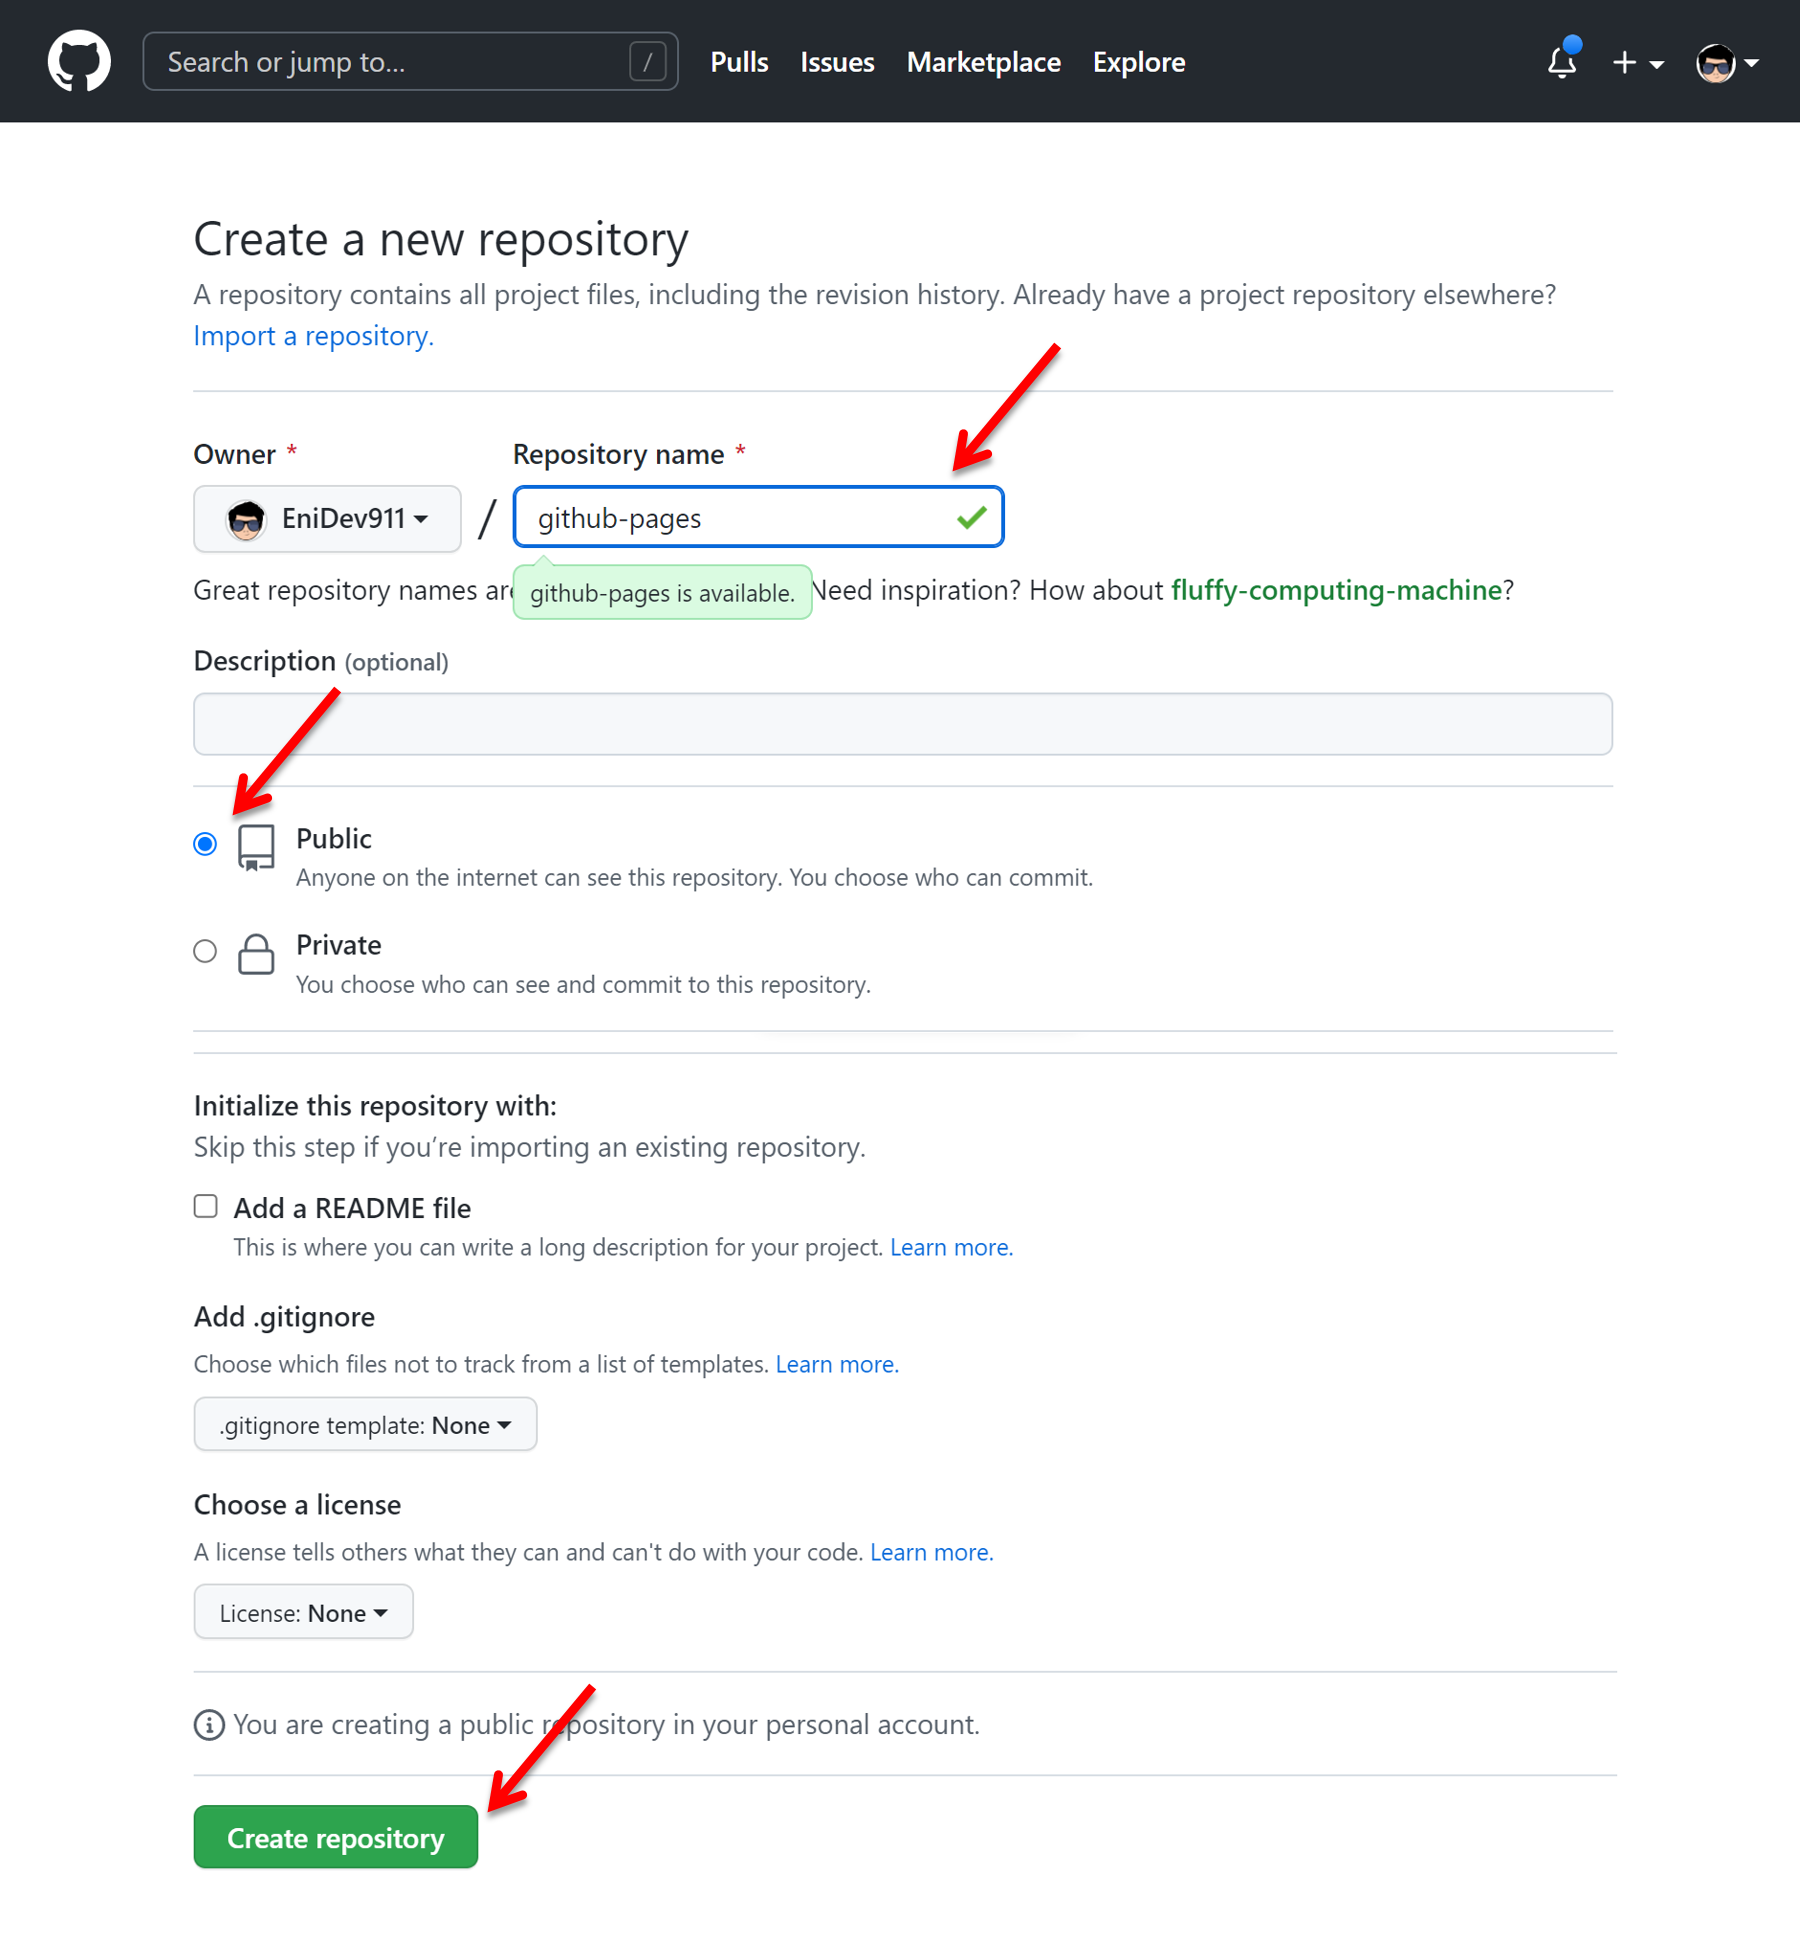 Search or jump to... /
Pulls Issues Marketplace Explore
Create a new repository
A repository contains all project files, including the revision history. Already have a project repository elsewhere?
Import a repository.
Owner * Repository name *
EniDev911 / github-pages
Great repository names are github-pages is available. Need inspiration? How about fluffy-computing-machine?
Description (optional)
Public
Anyone on the internet can see this repository. You choose who can commit.
Private
You choose who can see and commit to this repository.
Initialize this repository with:
Skip this step if you’re importing an existing repository.
Add a README file
This is where you can write a long description for your project. Learn more.
Add .gitignore
Choose which files not to track from a list of templates. Learn more.
.gitignore template: None
Choose a license
A license tells others what they can and can't do with your code. Learn more.
License: None
You are creating a public repository in your personal account.
Create repository